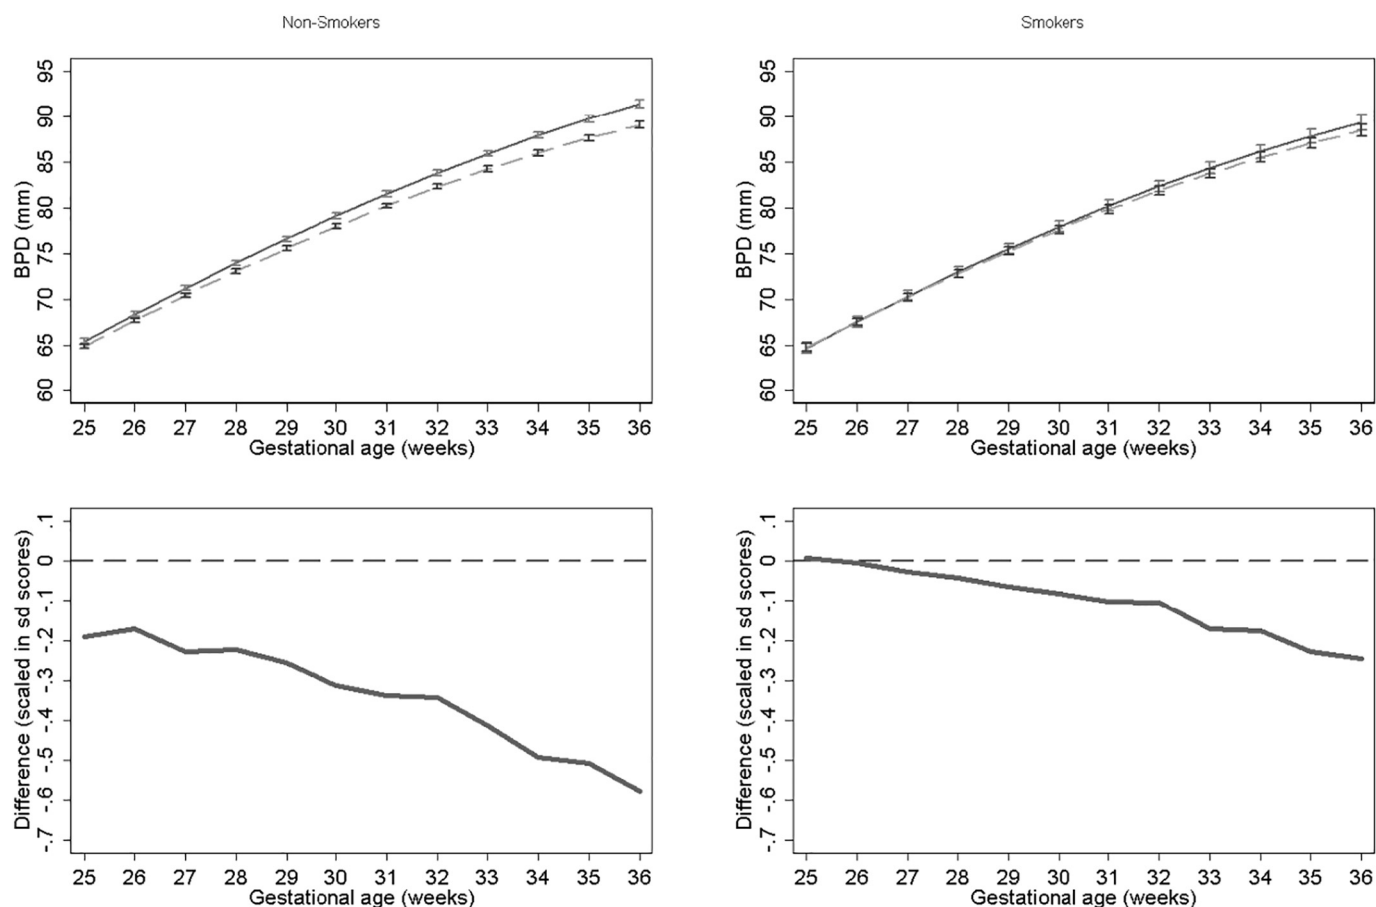 Non-Smokers
95
90
85
80
75
70
65
60
BPD (mm)
25 26 27 28 29 30 31 32 33 34 35 36
Gestational age (weeks)
Smokers
95
90
85
80
75
70
65
60
BPD (mm)
25 26 27 28 29 30 31 32 33 34 35 36
Gestational age (weeks)
.1
0
-.1
-.2
-.3
-.4
-.5
-.6
-.7
Difference (scaled in sd scores)
25 26 27 28 29 30 31 32 33 34 35 36
Gestational age (weeks)
.1
0
-.1
-.2
-.3
-.4
-.5
-.6
-.7
Difference (scaled in sd scores)
25 26 27 28 29 30 31 32 33 34 35 36
Gestational age (weeks)